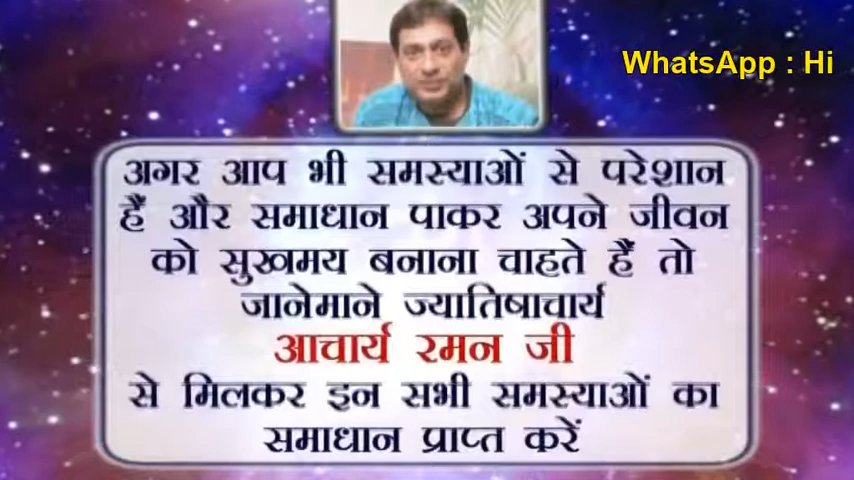 WhatsApp : Hi
अगर आप भी समस्याओं से परेशान
हैं और समाधान पाकर अपने जीवन
को सुखमय बनाना चाहते हैं तो
जानेमाने ज्यातिषाचार्य
आचार्य रमन जी
से मिलकर इन सभी समस्याओं का
समाधान प्राप्त करें